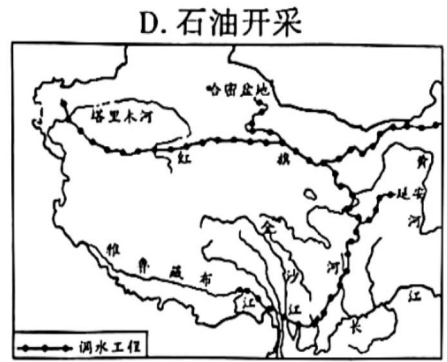 D. 石油开采
哈密盆地
塔里木河
红 旗 河
黄 河
延安
金 沙 江
雅 鲁 藏 布 江
长 江
调水工程